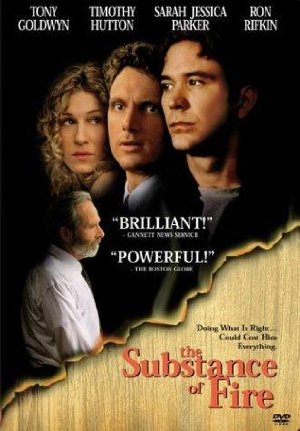 TONY GOLDWYN TIMOTHY HUTTON SARAH JESSICA PARKER RON RIFKIN
"BRILLIANT!"
- GANNETT NEWS SERVICE
"POWERFUL!"
- THE BOSTON GLOBE
Doing What Is Right...
Could Cost Him
Everything.
the
Substance
of Fire
DVD
VIDEO